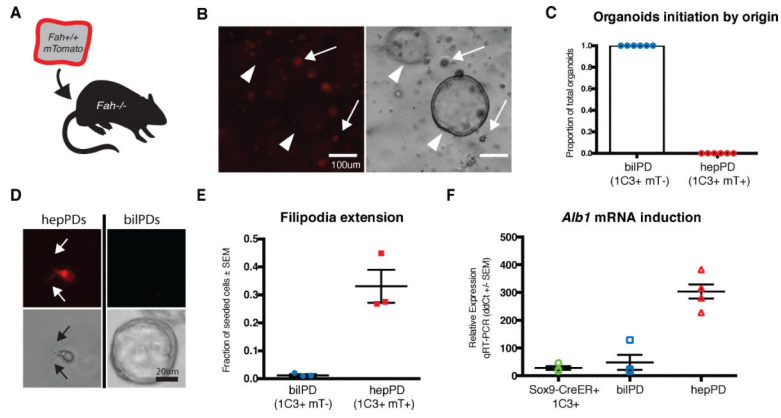 A
Fah+/+
mTomato
Fah-/-
B
100um
C
Organoids initiation by origin
Proportion of total organoids
1.0
0.8
0.6
0.4
0.2
0.0
bilPD
(1C3+ mT-)
hepPD
(1C3+ mT+)
D
hepPDs
bilPDs
20um
E
Filipodia extension
Fraction of seeded cells ± SEM
0.5
0.4
0.3
0.2
0.1
0.0
bilPD
(1C3+ mT-)
hepPD
(1C3+ mT+)
F
Alb1 mRNA induction
Relative Expression
qRT-PCR (ddCt +/- SEM)
500
400
300
200
100
0
Sox9-CreER+
1C3+
bilPD
hepPD